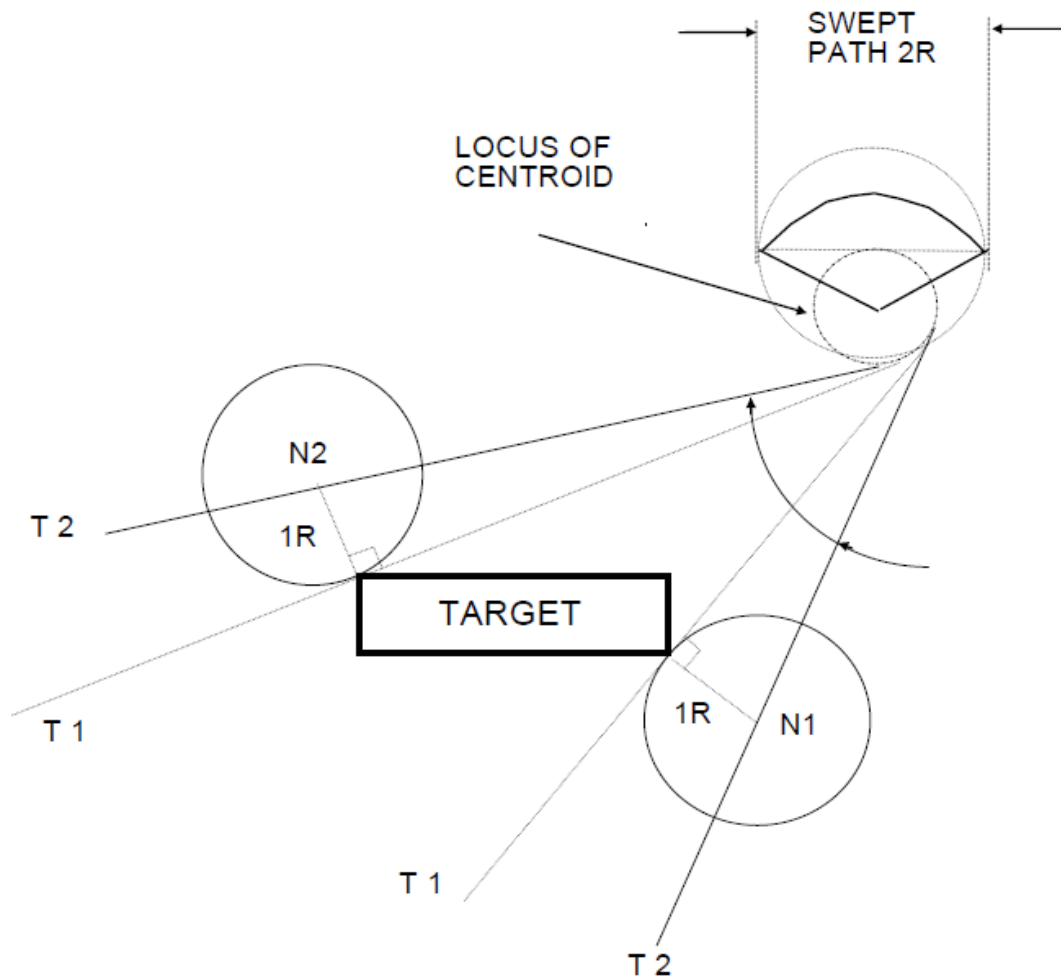 SWEPT
PATH 2R
LOCUS OF
CENTROID
N2
T 2
1R
TARGET
T 1
1R
N1
T 1
T 2